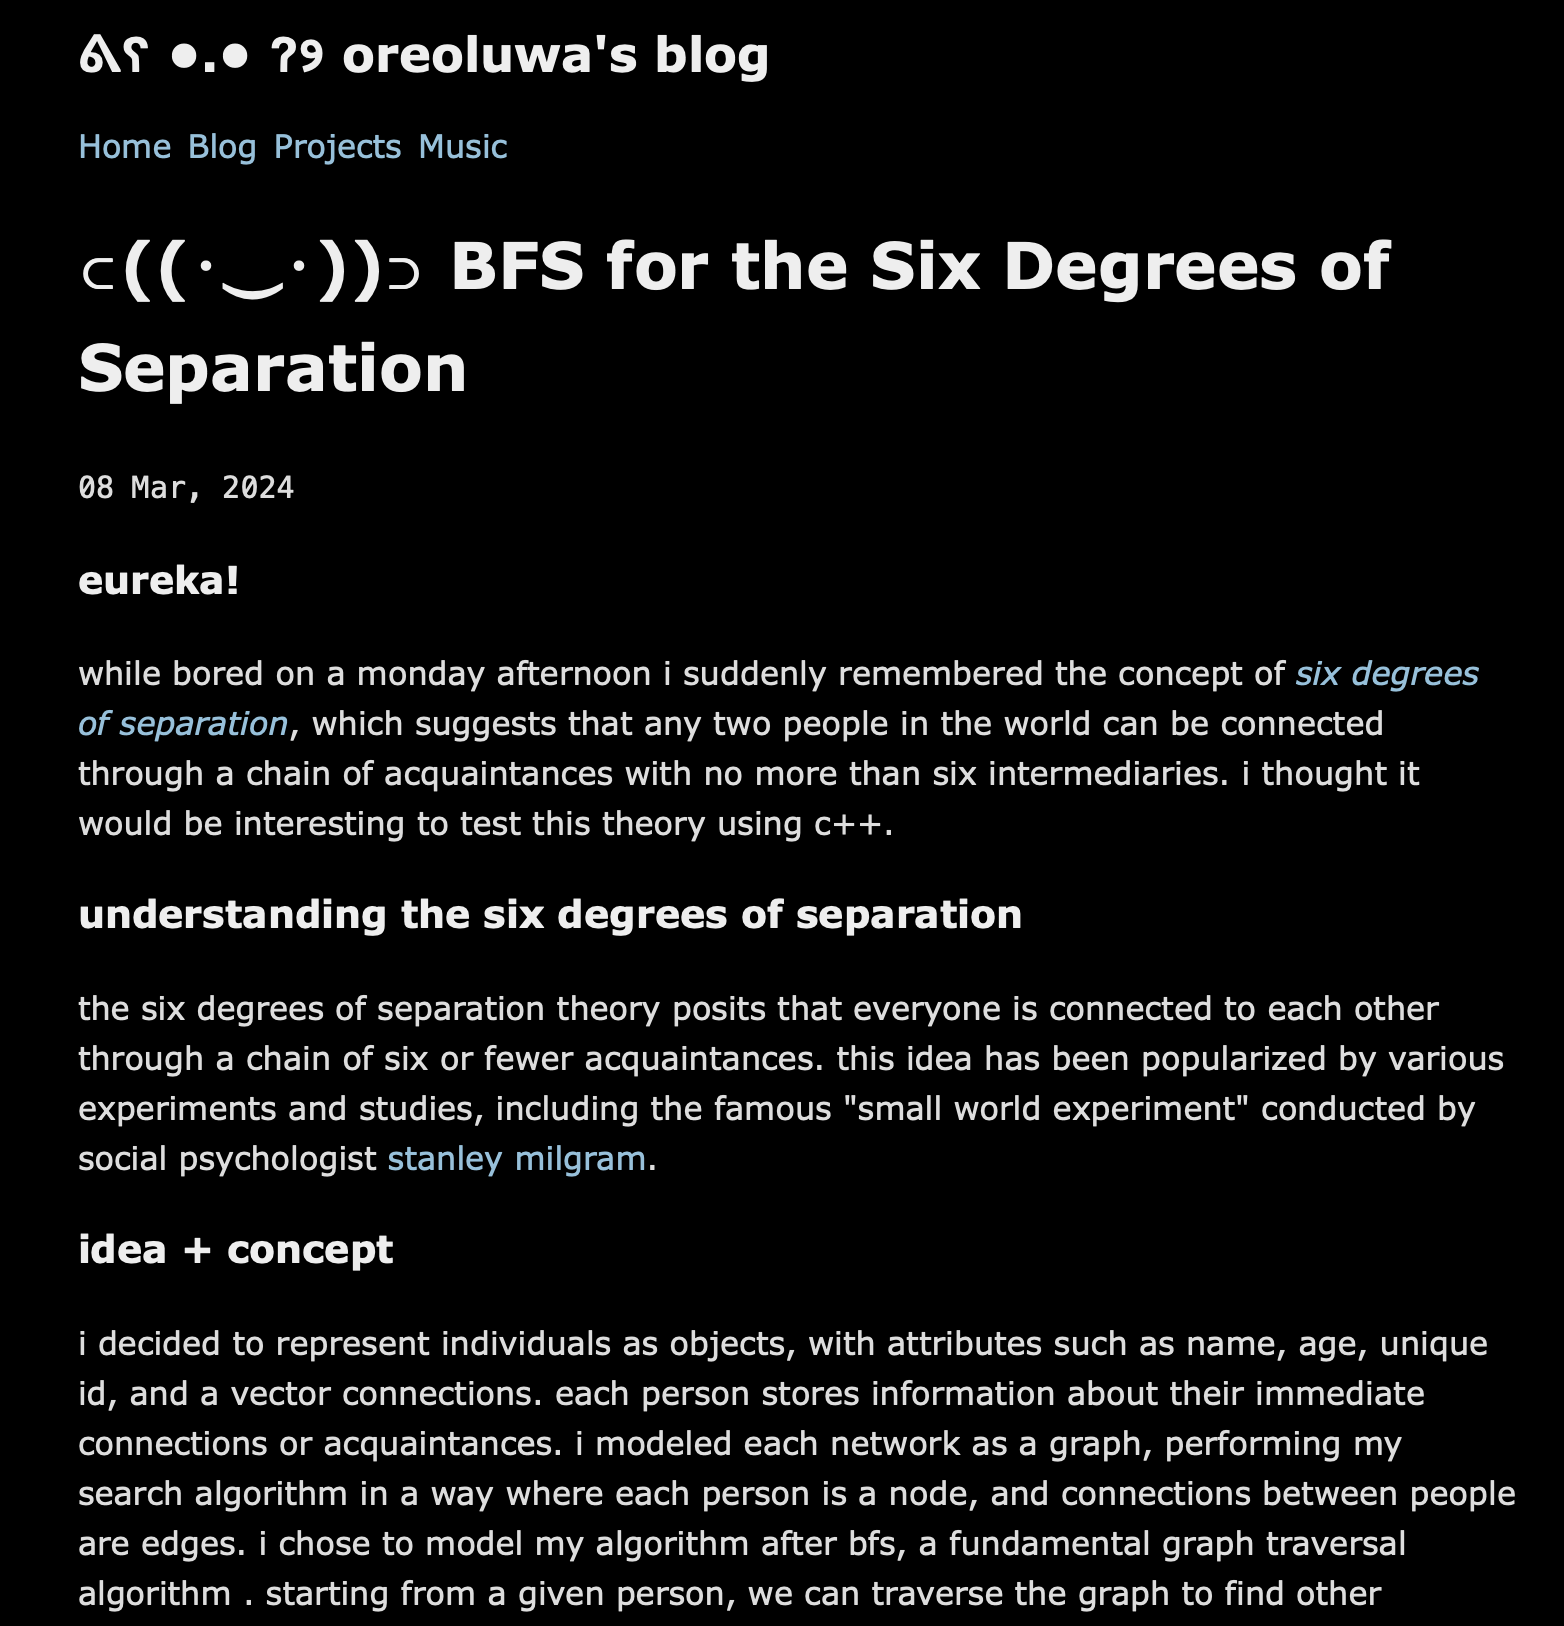 ᕕʕ •.• ʔ୨ oreoluwa's blog
Home Blog Projects Music
⊂((・‿・))⊃ BFS for the Six Degrees of
Separation
08 Mar, 2024
eureka!
while bored on a monday afternoon i suddenly remembered the concept of six degrees
of separation, which suggests that any two people in the world can be connected
through a chain of acquaintances with no more than six intermediaries. i thought it
would be interesting to test this theory using c++.
understanding the six degrees of separation
the six degrees of separation theory posits that everyone is connected to each other
through a chain of six or fewer acquaintances. this idea has been popularized by various
experiments and studies, including the famous "small world experiment" conducted by
social psychologist stanley milgram.
idea + concept
i decided to represent individuals as objects, with attributes such as name, age, unique
id, and a vector connections. each person stores information about their immediate
connections or acquaintances. i modeled each network as a graph, performing my
search algorithm in a way where each person is a node, and connections between people
are edges. i chose to model my algorithm after bfs, a fundamental graph traversal
algorithm . starting from a given person, we can traverse the graph to find other